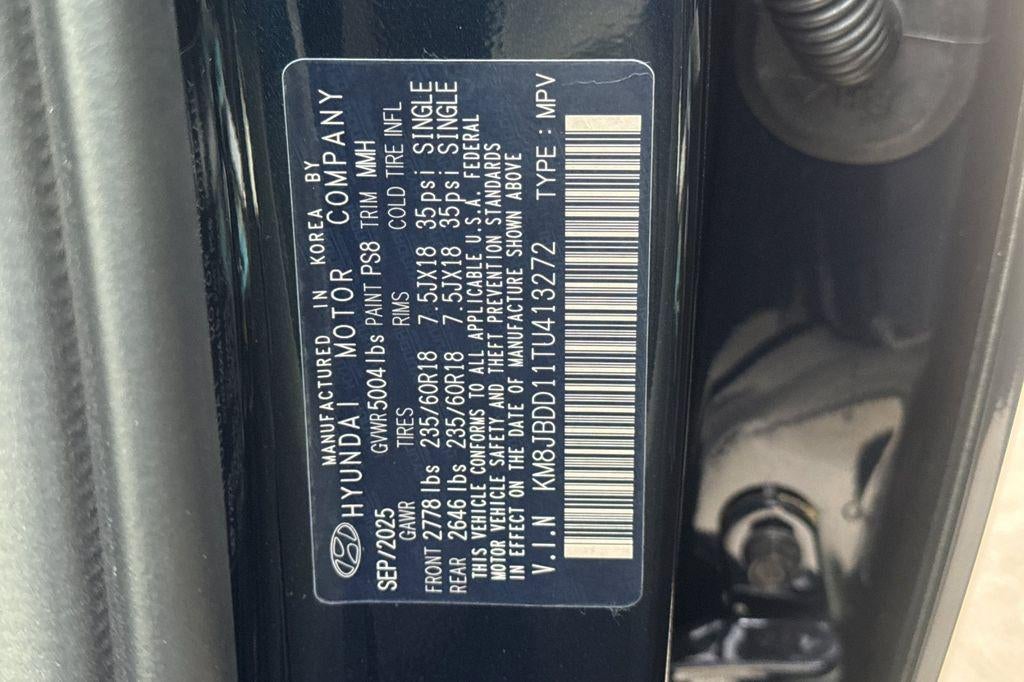 MANUFACTURED IN KOREA BY
HYUNDAI MOTOR COMPANY
SEP/2025 GVWR 5004 lbs PAINT PS8 TRIM MMH
GAWR TIRES RIMS COLD TIRE INFL
FRONT 2778 lbs 235/60R18 7.5JX18 35psi SINGLE
REAR 2646 lbs 235/60R18 7.5JX18 35psi SINGLE
THIS VEHICLE CONFORMS TO ALL APPLICABLE U.S.A. FEDERAL
MOTOR VEHICLE SAFETY AND THEFT PREVENTION STANDARDS
IN EFFECT ON THE DATE OF MANUFACTURE SHOWN ABOVE
V.I.N KM8JBDD11TU413272 TYPE : MPV